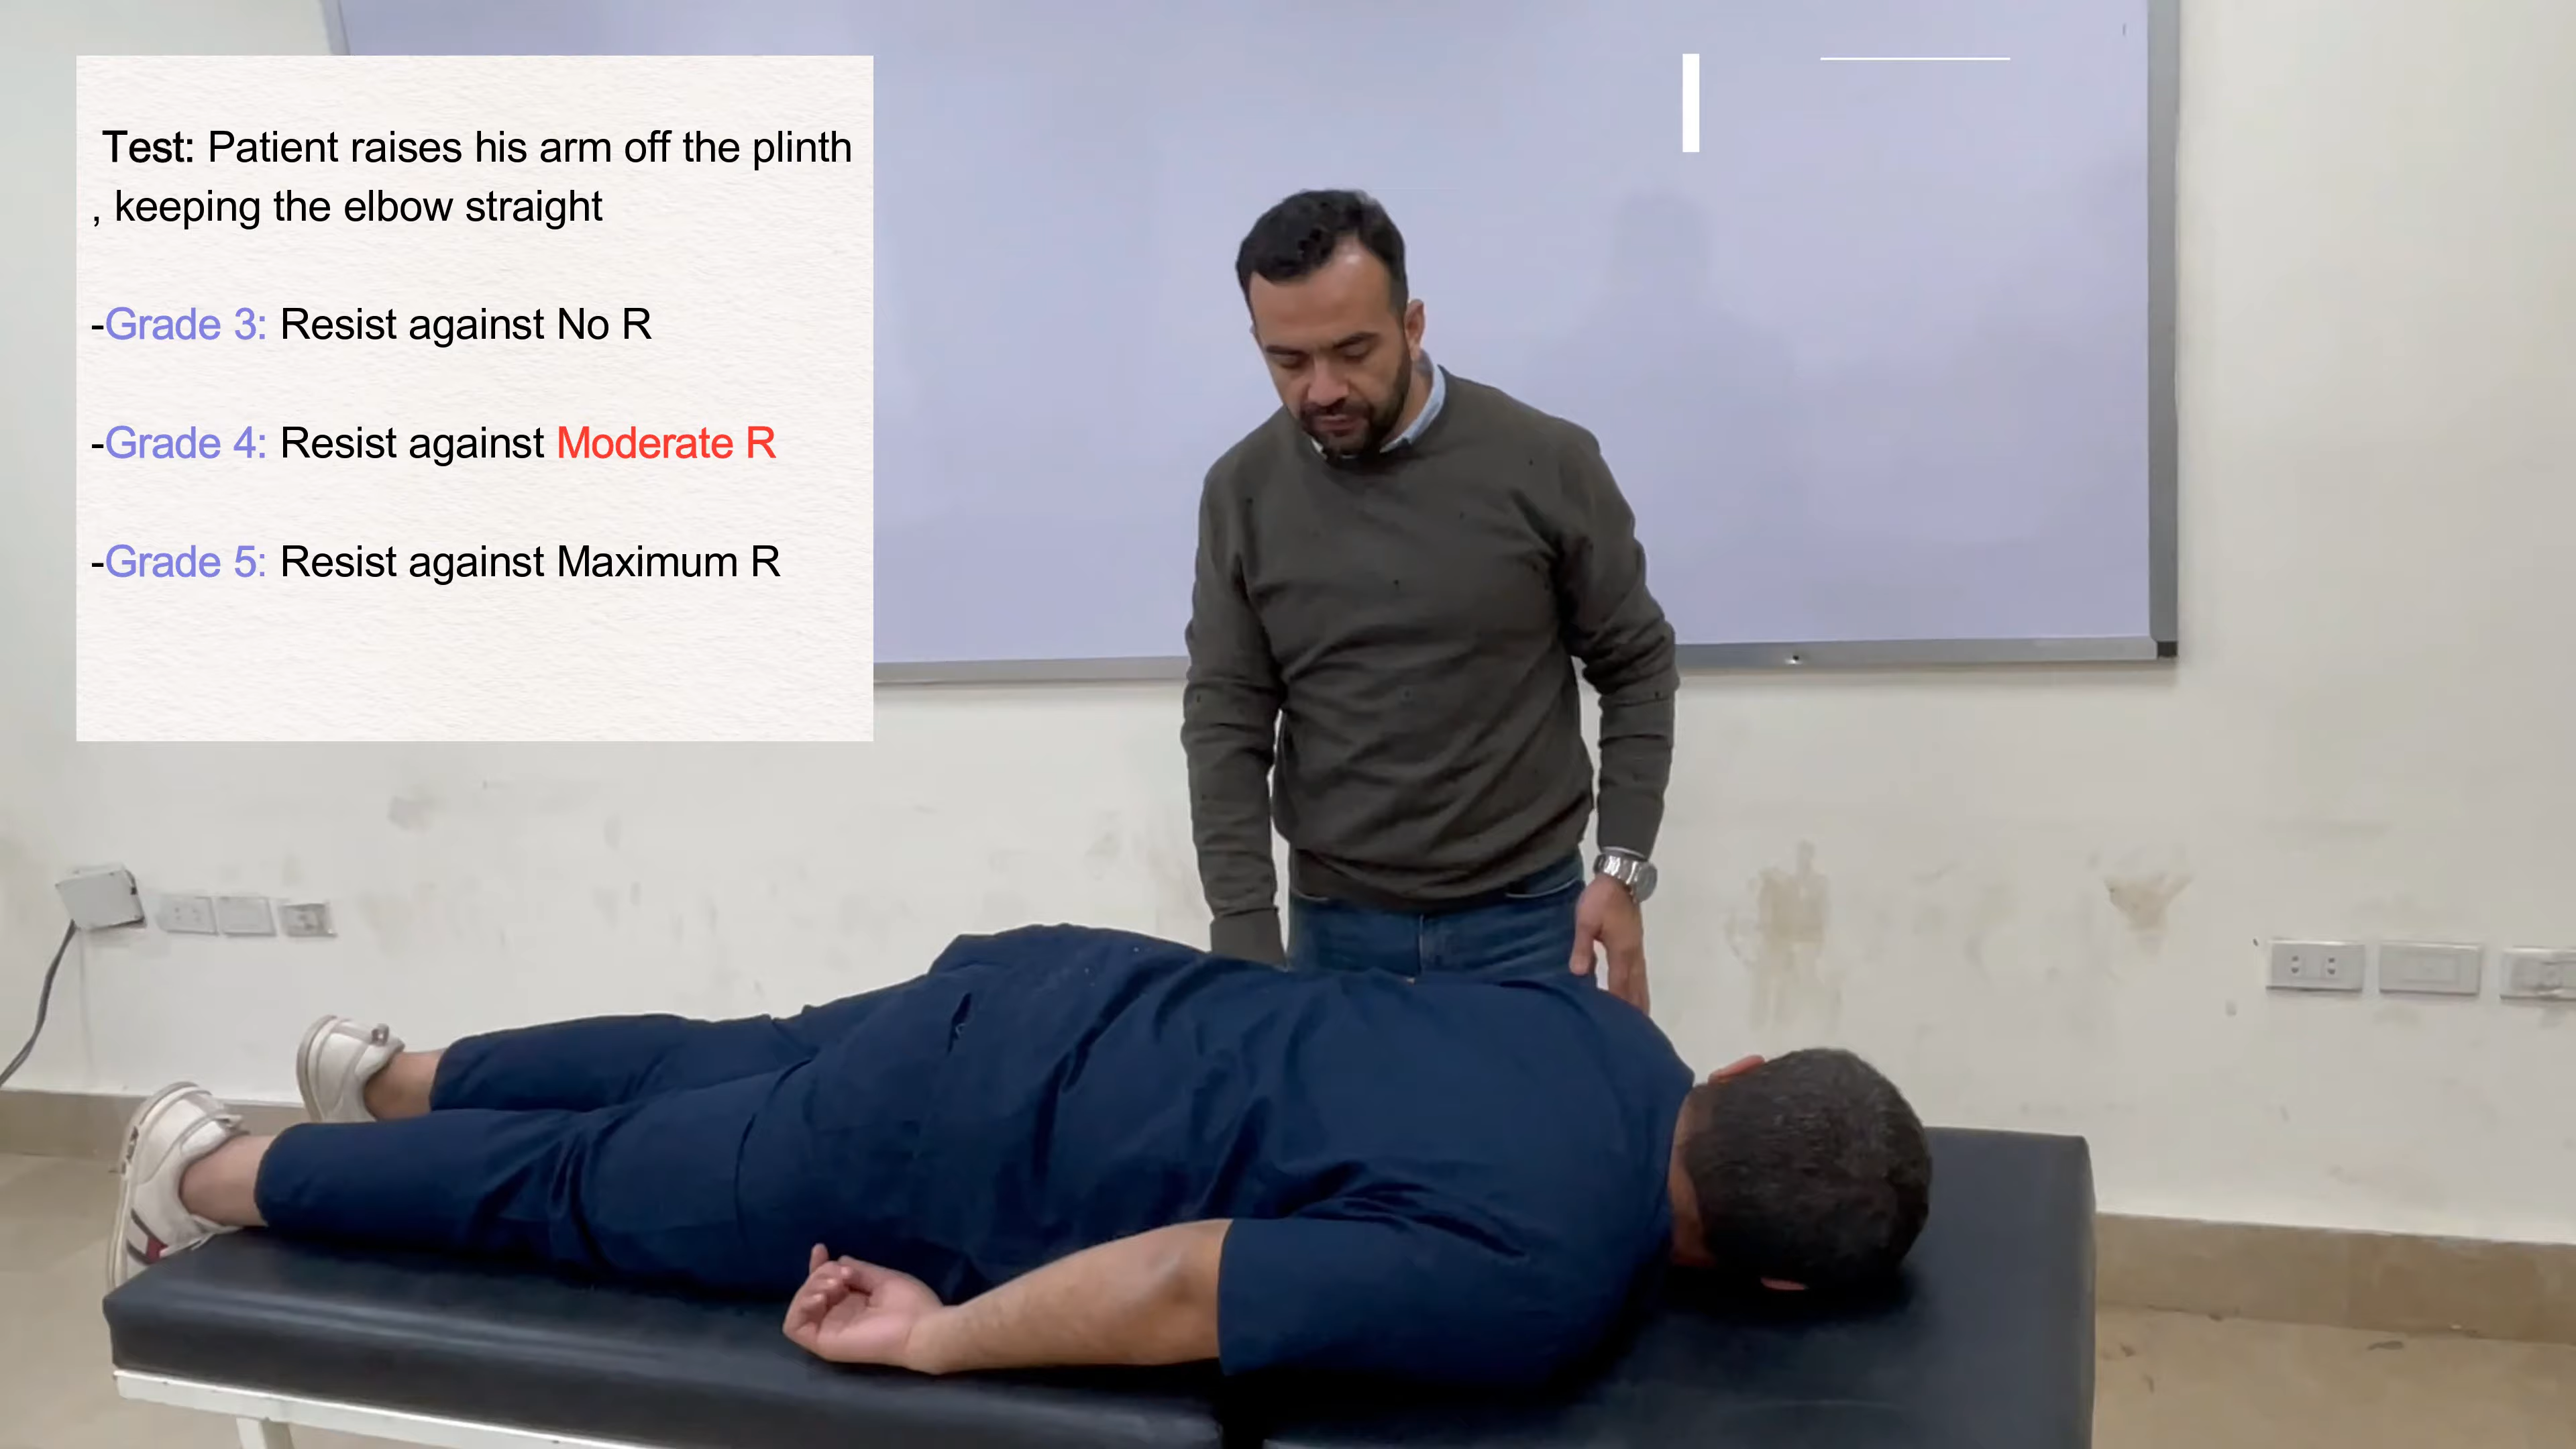 Test: Patient raises his arm off the plinth
, keeping the elbow straight
-Grade 3: Resist against No R
-Grade 4: Resist against Moderate R
-Grade 5: Resist against Maximum R